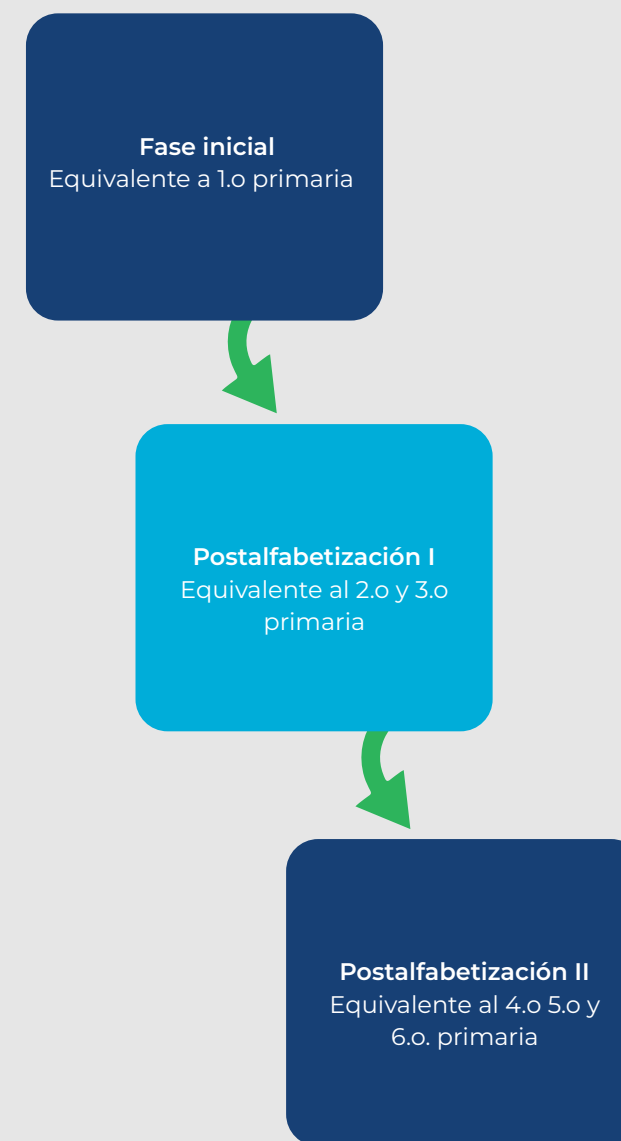 Fase inicial
Equivalente a 1.o primaria
Postalfabetización I
Equivalente al 2.o y 3.o
primaria
Postalfabetización II
Equivalente al 4.o 5.o y
6.o. primaria